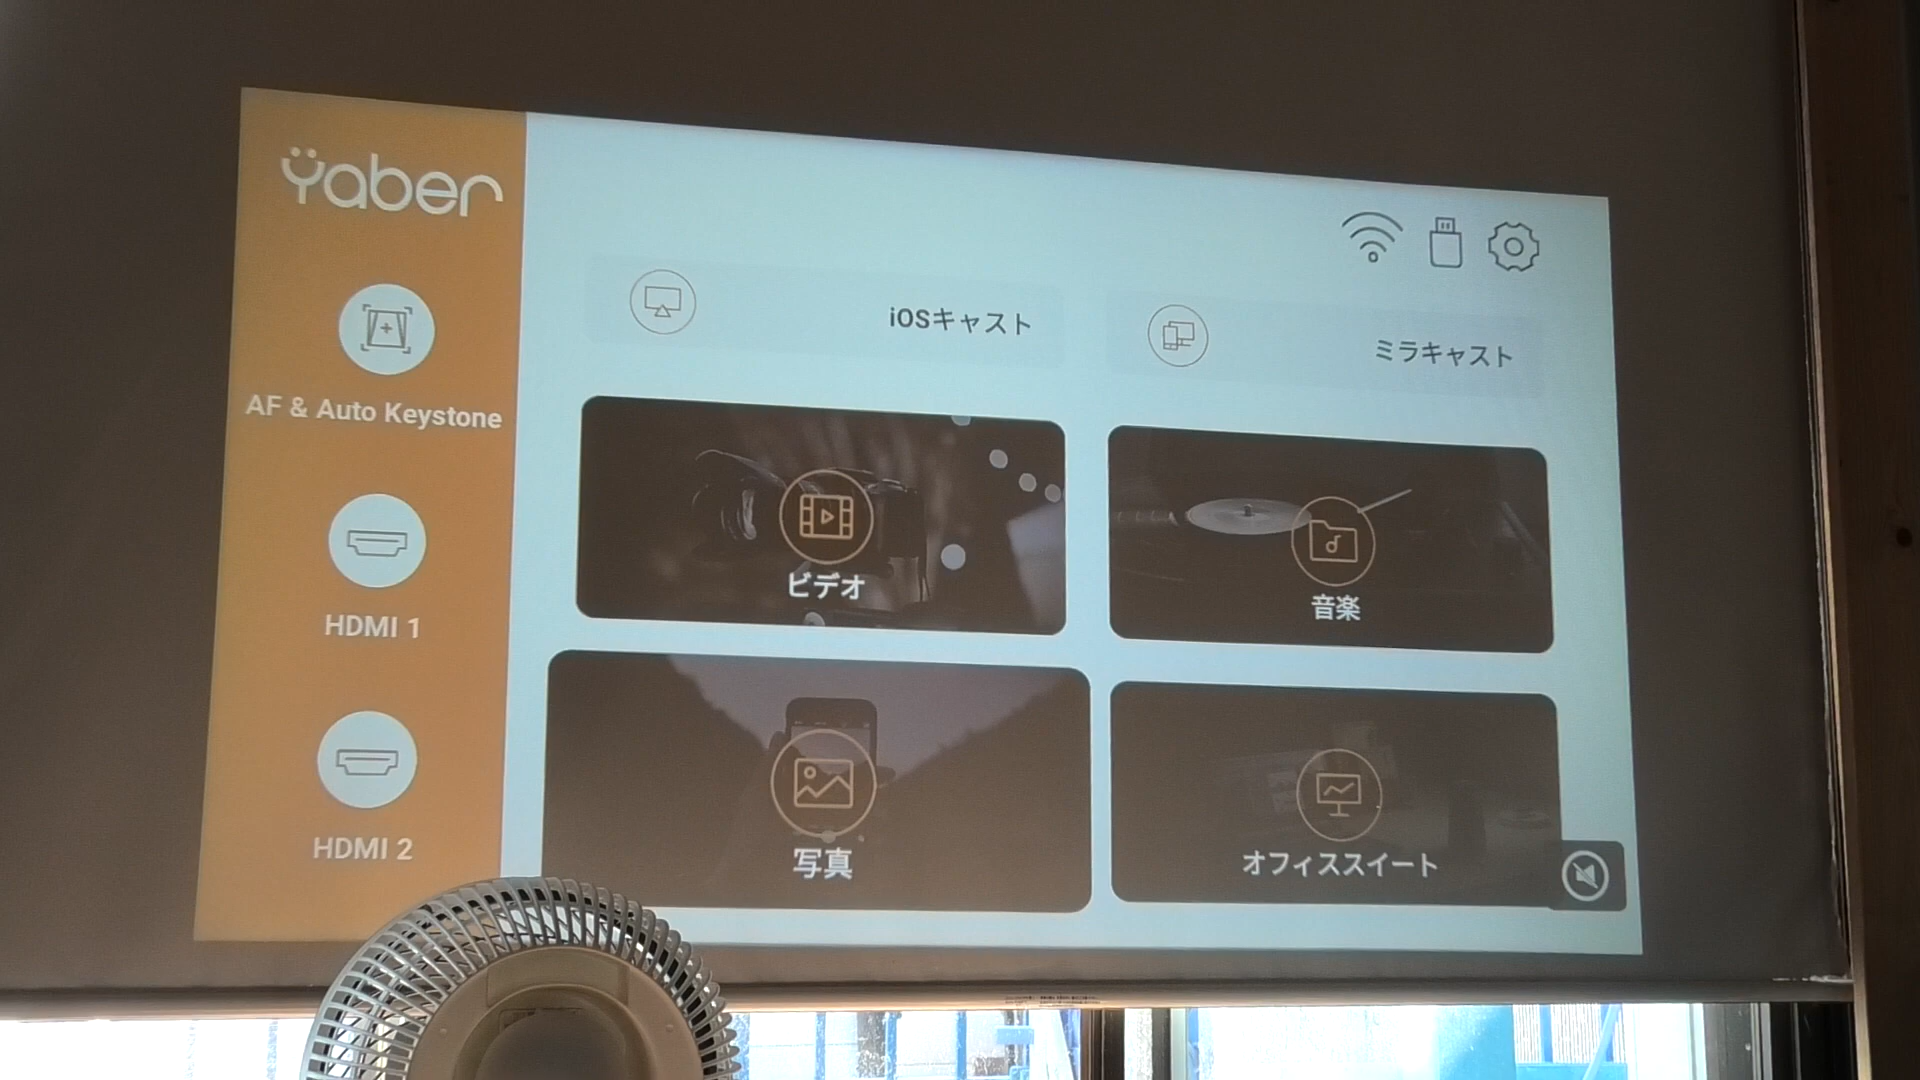 Yaber
AF & Auto Keystone
HDMI 1
HDMI 2
iOSキャスト
ミラキャスト
ビデオ
音楽
写真
オフィススイート